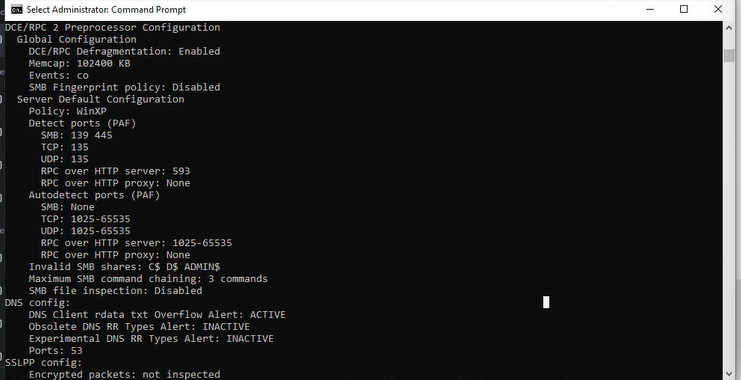 Select Administrator: Command Prompt
DCE/RPC 2 Preprocessor Configuration
Global Configuration
DCE/RPC Defragmentation: Enabled
Memcap: 102400 KB
Events: co
SMB Fingerprint policy: Disabled
Server Default Configuration
Policy: WinXP
Detect ports (PAF)
SMB: 139 445
TCP: 135
UDP: 135
RPC over HTTP server: 593
RPC over HTTP proxy: None
Autodetect ports (PAF)
SMB: None
TCP: 1025-65535
UDP: 1025-65535
RPC over HTTP server: 1025-65535
RPC over HTTP proxy: None
Invalid SMB shares: C$ D$ ADMIN$
Maximum SMB command chaining: 3 commands
SMB file inspection: Disabled
DNS config:
DNS Client rdata txt Overflow Alert: ACTIVE
Obsolete DNS RR Types Alert: INACTIVE
Experimental DNS RR Types Alert: INACTIVE
Ports: 53
SSLPP config:
Encrypted packets: not inspected